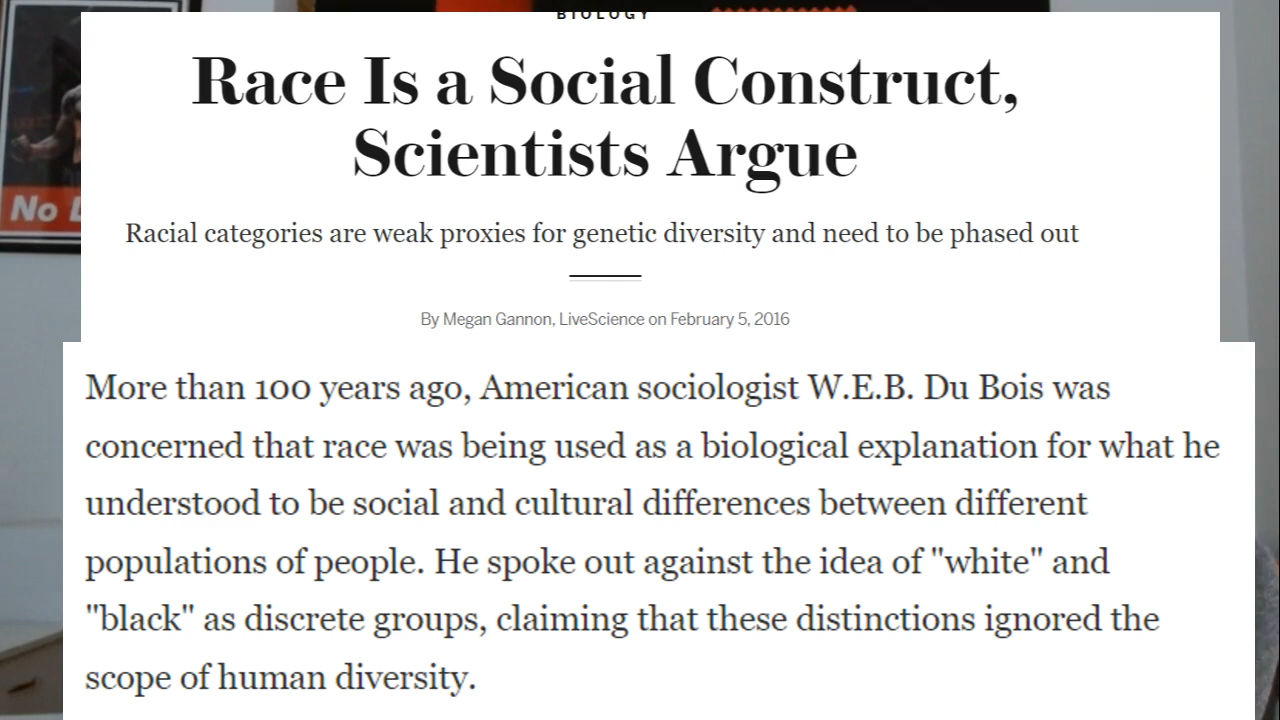 BIOLOGY
Race Is a Social Construct,
Scientists Argue
No
Racial categories are weak proxies for genetic diversity and need to be phased out
By Megan Gannon, LiveScience on February 5, 2016
More than 100 years ago, American sociologist W.E.B. Du Bois was
concerned that race was being used as a biological explanation for what he
understood to be social and cultural differences between different
populations of people. He spoke out against the idea of "white" and
"black" as discrete groups, claiming that these distinctions ignored the
scope of human diversity.